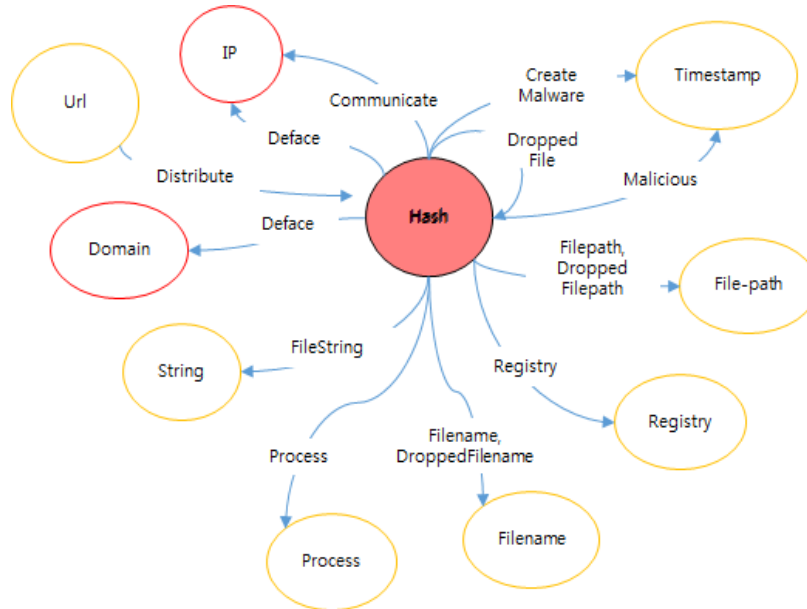 IP
Url
Communicate
Create
Malware
Timestamp
Deface
Dropped
File
Distribute
Malicious
Hash
Deface
Domain
Filepath,
Dropped
Filepath
File-path
FileString
String
Registry
Registry
Process
Filename,
DroppedFilename
Process
Filename